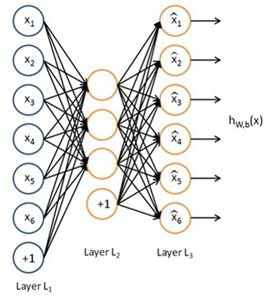 x₁
x₂
x₃
x₄
x₅
x₆
+1
Layer L₁
+1
Layer L₂
x̂₁
x̂₂
x̂₃
x̂₄
x̂₅
x̂₆
Layer L₃
h_W,b(x)